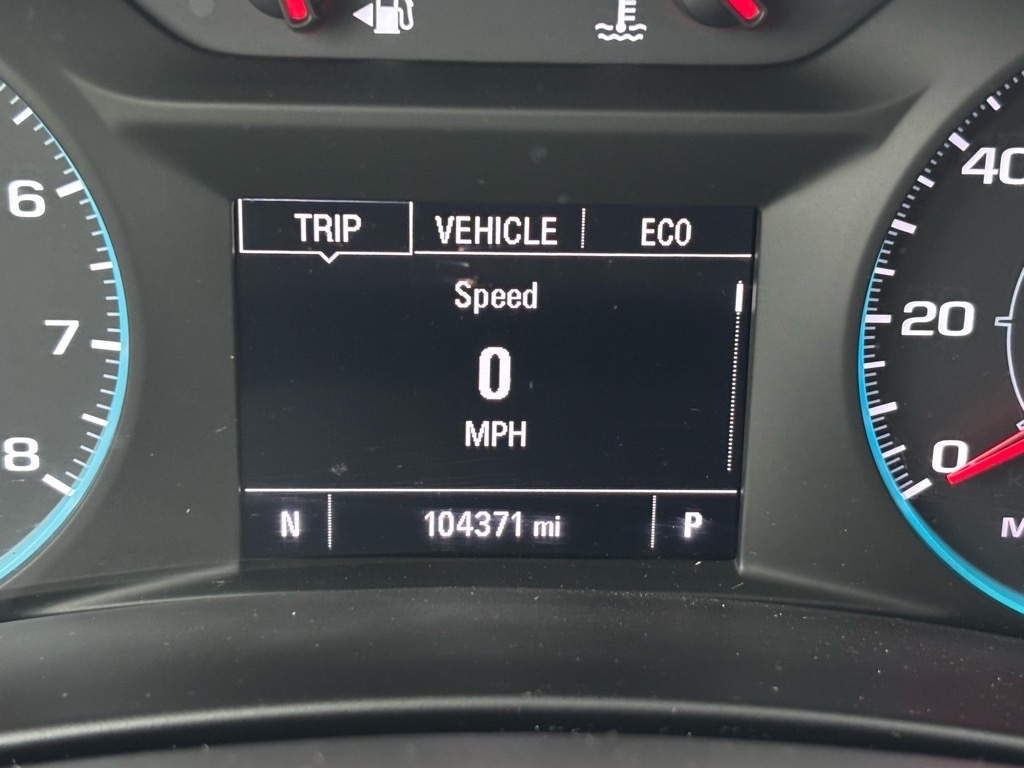 TRIP VEHICLE ECO
Speed
0
MPH
N 104371 mi P
6
7
8
40
20
0